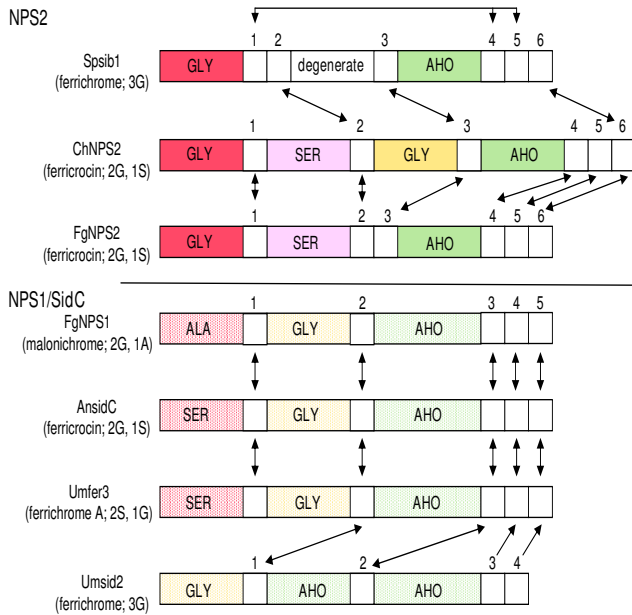 NPS2
1 2 3 4 5 6
Spsib1
(ferrichrome; 3G)
GLY degenerate AHO
1 2 3 4 5 6
ChNPS2
(ferricrocin; 2G, 1S)
GLY SER GLY AHO
1 2 3 4 5 6
FgNPS2
(ferricrocin; 2G, 1S)
GLY SER AHO
NPS1/SidC
1 2 3 4 5
FgNPS1
(malonichrome; 2G, 1A)
ALA GLY AHO
AnsidC
(ferricrocin; 2G, 1S)
SER GLY AHO
Umfer3
(ferrichrome A; 2S, 1G)
SER GLY AHO
1 2 3 4
Umsid2
(ferrichrome; 3G)
GLY AHO AHO